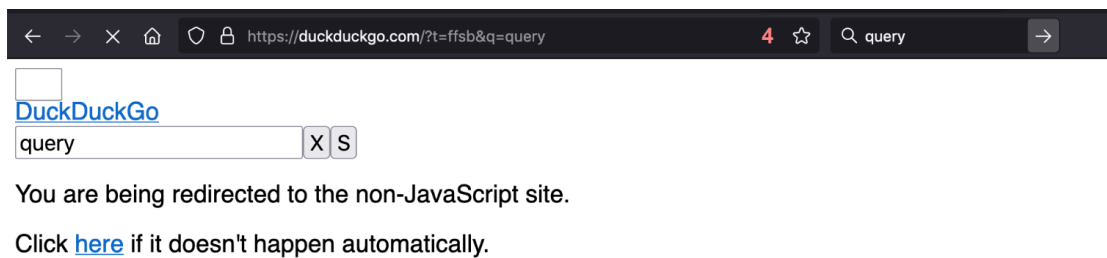 https://duckduckgo.com/?t=ffsb&q=query 4 query
DuckDuckGo
query X S
You are being redirected to the non-JavaScript site.
Click here if it doesn't happen automatically.